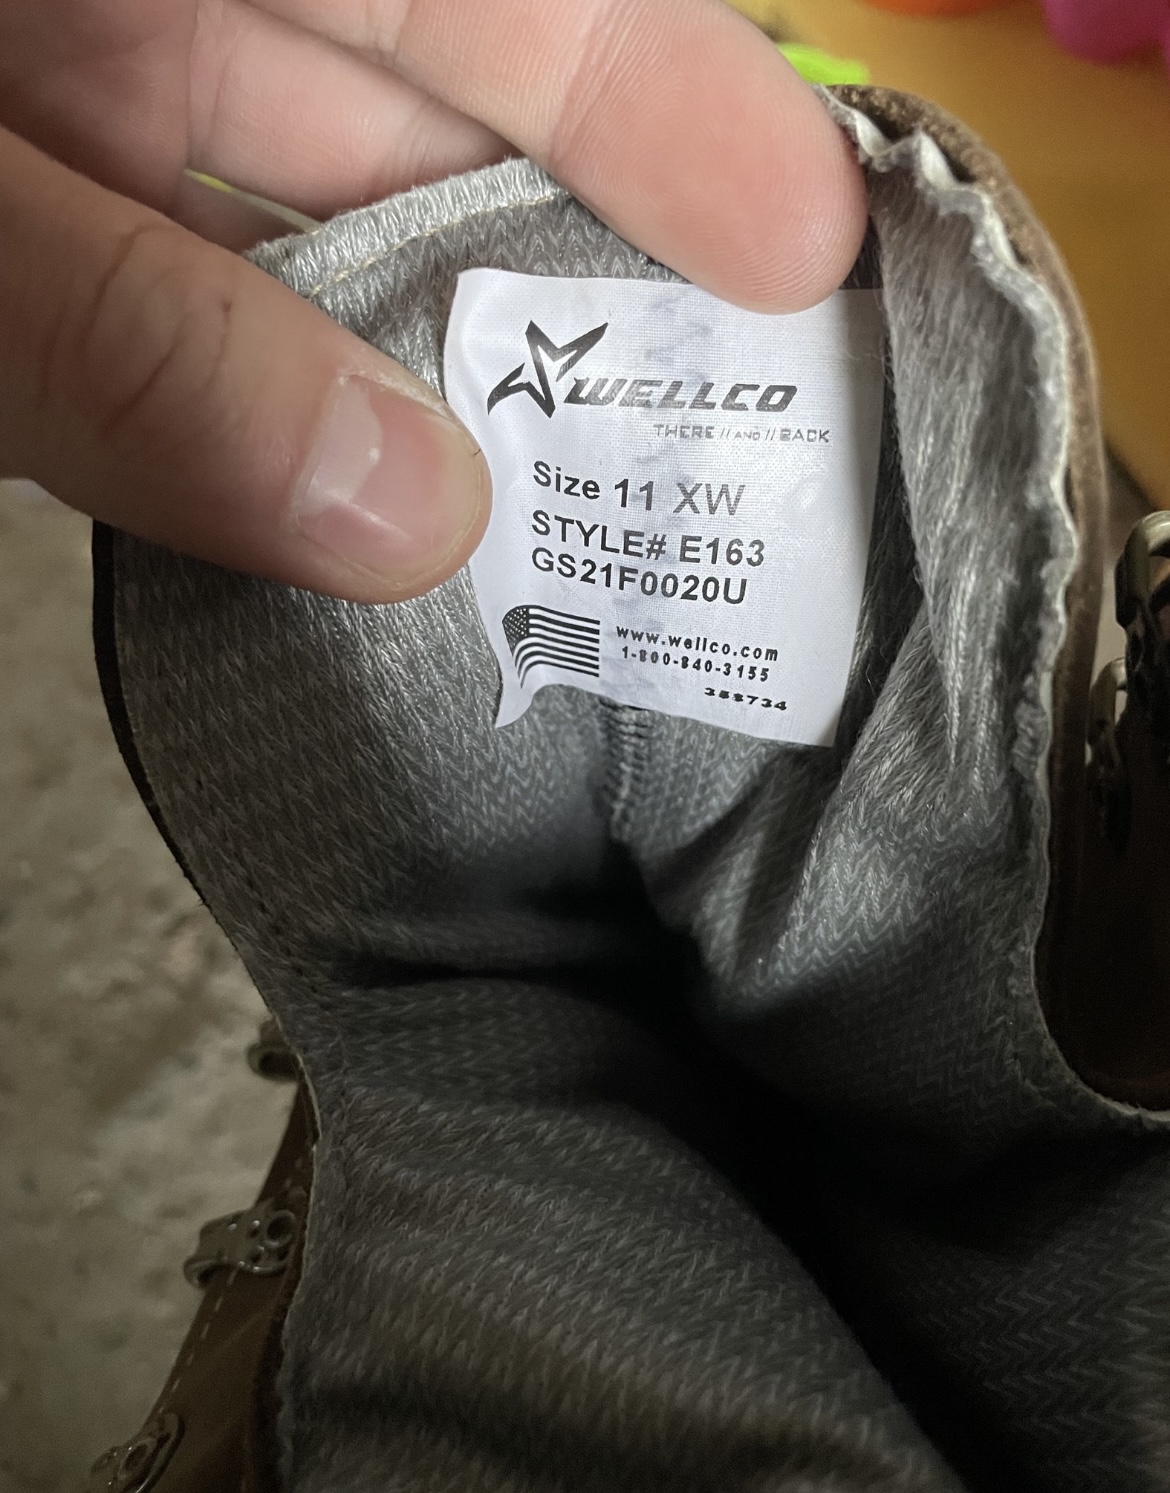 WELLCO
THERE // AND // BACK
Size 11 XW
STYLE# E163
GS21F0020U
www.wellco.com
1-800-840-3155